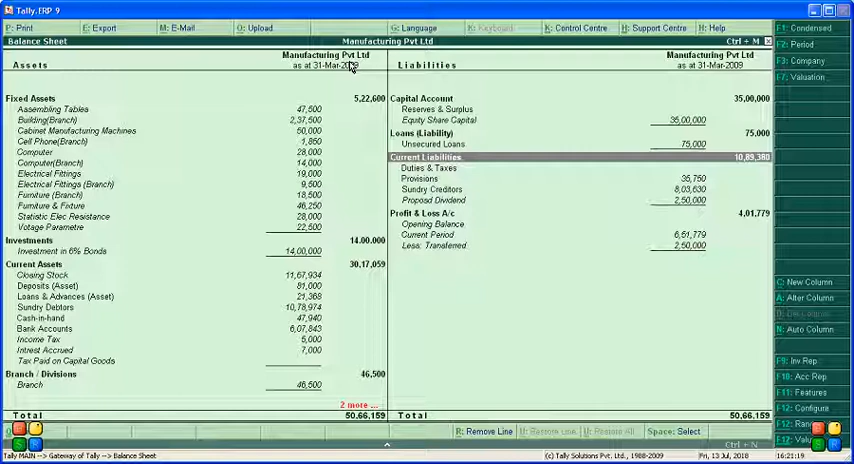 Tally.ERP 9
P: Print E: Export M: E-Mail O: Upload G: Language K: Keyboard K: Control Centre H: Support Centre H: Help
Balance Sheet Manufacturing Pvt Ltd Ctrl + M
Assets Manufacturing Pvt Ltd as at 31-Mar-2009
Fixed Assets 5,22,600
Assembling Tables 47,500
Building(Branch) 2,37,500
Cabinet Manufacturing Machines 50,000
Cell Phone(Branch) 1,850
Computer 28,000
Computer(Branch) 14,000
Electrical Fittings 19,000
Electrical Fittings (Branch) 9,500
Furniture (Branch) 18,500
Furniture & Fixture 46,250
Statistic Elec Resistance 28,000
Votage Parametre 22,500
Investments 14,00,000
Investment in 6% Bonds 14,00,000
Current Assets 30,17,059
Closing Stock 11,67,934
Deposits (Asset) 81,000
Loans & Advances (Asset) 21,368
Sundry Debtors 10,78,974
Cash-in-hand 47,940
Bank Accounts 6,07,843
Income Tax 5,000
Intrest Accrued 7,000
Tax Paid on Capital Goods
Branch / Divisions 46,500
Branch 46,500
2 more ...
Total 50,66,159
Liabilities Manufacturing Pvt Ltd as at 31-Mar-2009
Capital Account 35,00,000
Reserves & Surplus
Equity Share Capital 35,00,000
Loans (Liability) 75,000
Unsecured Loans 75,000
Current Liabilities 10,89,380
Duties & Taxes
Provisions 35,750
Sundry Creditors 8,03,630
Proposd Dividend 2,50,000
Profit & Loss A/c 4,01,779
Opening Balance
Current Period 6,51,779
Less: Transferred 2,50,000
Total 50,66,159
F1: Condensed
F2: Period
F3: Company
F7: Valuation
C: New Column
A: Alter Column
D: Del Column
N: Auto Column
F9: Inv Rep
F10: Acc Rep
F11: Features
F12: Configure
F12: Ran
F12: Valu
R: Remove Line U: Restore Line U: Restore All Space: Select
Ctrl + N
Tally MAIN --> Gateway of Tally --> Balance Sheet (c) Tally Solutions Pvt. Ltd., 1988-2009 Fri, 13 Jul, 2018 16:21:19